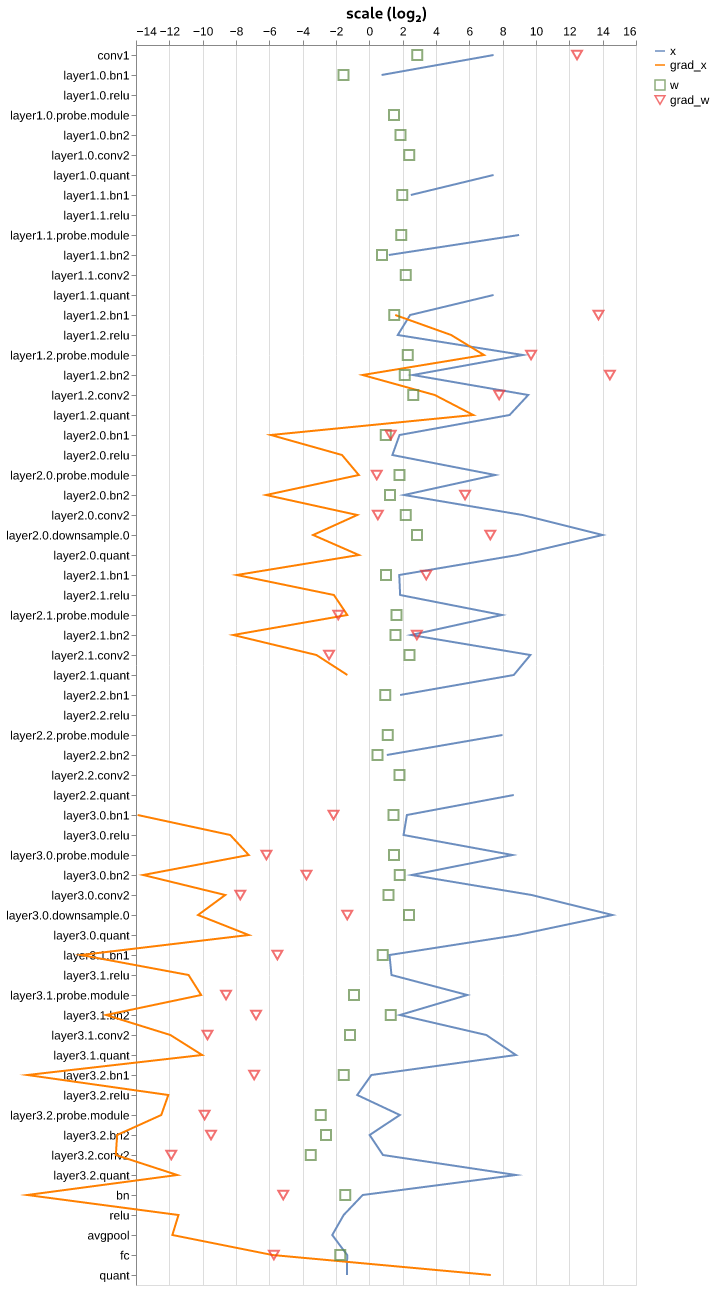 scale (log₂)
−14 −12 −10 −8 −6 −4 −2 0 2 4 6 8 10 12 14 16
x
grad_x
w
grad_w
conv1
layer1.0.bn1
layer1.0.relu
layer1.0.probe.module
layer1.0.bn2
layer1.0.conv2
layer1.0.quant
layer1.1.bn1
layer1.1.relu
layer1.1.probe.module
layer1.1.bn2
layer1.1.conv2
layer1.1.quant
layer1.2.bn1
layer1.2.relu
layer1.2.probe.module
layer1.2.bn2
layer1.2.conv2
layer1.2.quant
layer2.0.bn1
layer2.0.relu
layer2.0.probe.module
layer2.0.bn2
layer2.0.conv2
layer2.0.downsample.0
layer2.0.quant
layer2.1.bn1
layer2.1.relu
layer2.1.probe.module
layer2.1.bn2
layer2.1.conv2
layer2.1.quant
layer2.2.bn1
layer2.2.relu
layer2.2.probe.module
layer2.2.bn2
layer2.2.conv2
layer2.2.quant
layer3.0.bn1
layer3.0.relu
layer3.0.probe.module
layer3.0.bn2
layer3.0.conv2
layer3.0.downsample.0
layer3.0.quant
layer3.1.bn1
layer3.1.relu
layer3.1.probe.module
layer3.1.bn2
layer3.1.conv2
layer3.1.quant
layer3.2.bn1
layer3.2.relu
layer3.2.probe.module
layer3.2.bn2
layer3.2.conv2
layer3.2.quant
bn
relu
avgpool
fc
quant